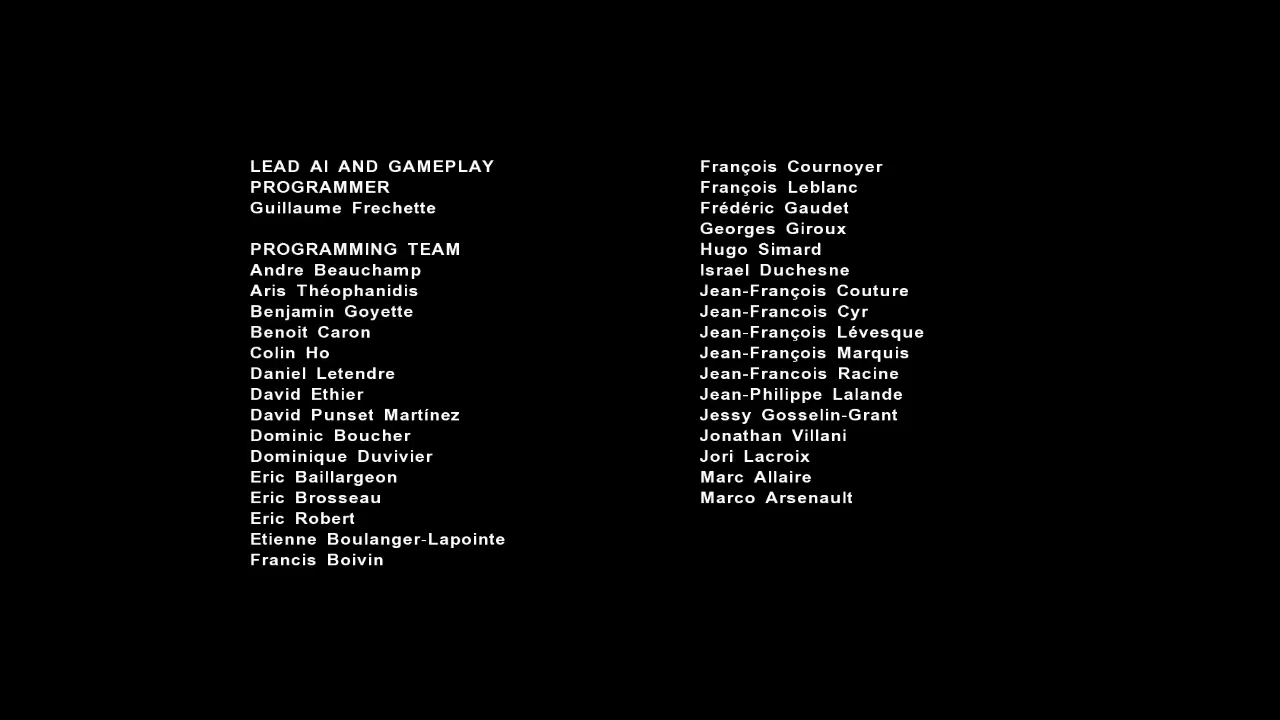 LEAD AI AND GAMEPLAY
PROGRAMMER
Guillaume Frechette
PROGRAMMING TEAM
Andre Beauchamp
Aris Théophanidis
Benjamin Goyette
Benoit Caron
Colin Ho
Daniel Letendre
David Ethier
David Punset Martínez
Dominic Boucher
Dominique Duvivier
Eric Baillargeon
Eric Brosseau
Eric Robert
Etienne Boulanger-Lapointe
Francis Boivin
François Cournoyer
François Leblanc
Frédéric Gaudet
Georges Giroux
Hugo Simard
Israel Duchesne
Jean-François Couture
Jean-Francois Cyr
Jean-François Lévesque
Jean-François Marquis
Jean-Francois Racine
Jean-Philippe Lalande
Jessy Gosselin-Grant
Jonathan Villani
Jori Lacroix
Marc Allaire
Marco Arsenault